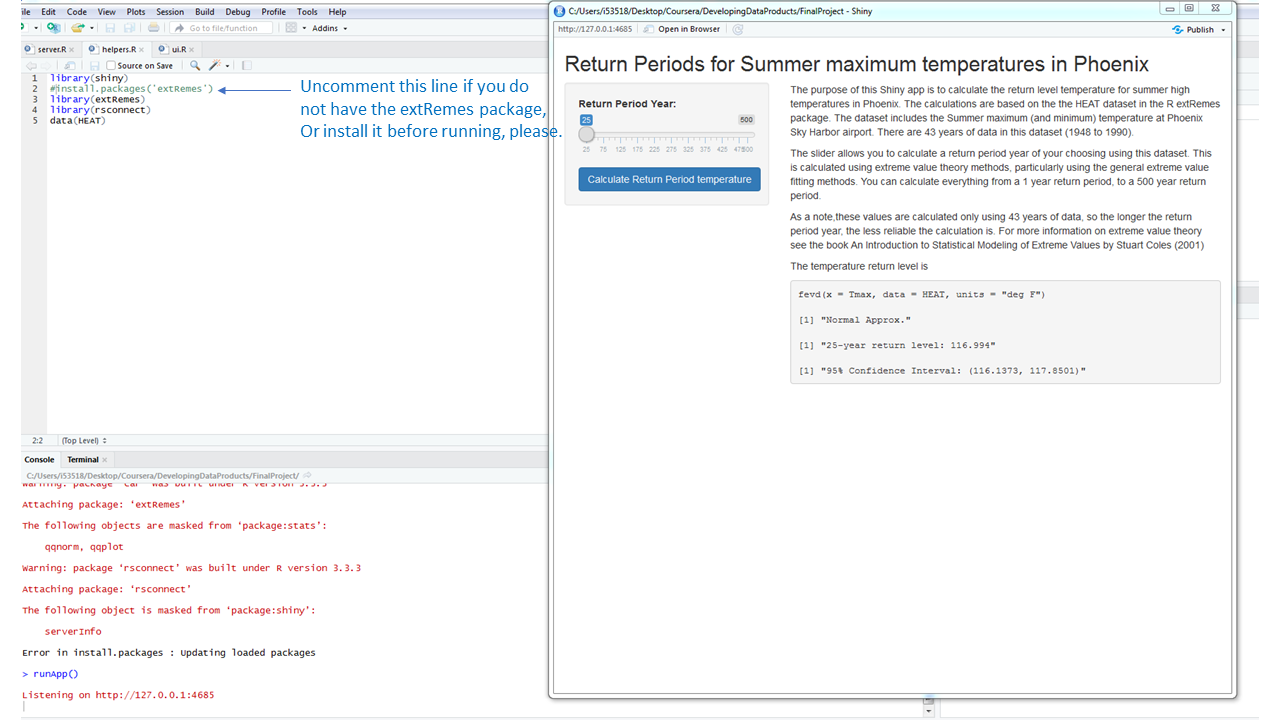 ile Edit Code View Plots Session Build Debug Profile Tools Help
Go to file/function Addins
server.R helpers.R ui.R
Source on Save
1 library(shiny)
2 #install.packages('extRemes')
3 library(extRemes)
4 library(rsconnect)
5 data(HEAT)
Uncomment this line if you do
not have the extRemes package,
Or install it before running, please.
2:2 (Top Level)
Console Terminal
C:/Users/i53518/Desktop/Coursera/DevelopingDataProducts/FinalProject/
Warning: package 'car' was built under R version 3.3.3
Attaching package: ‘extRemes’
The following objects are masked from ‘package:stats’:
qqnorm, qqplot
Warning: package ‘rsconnect’ was built under R version 3.3.3
Attaching package: ‘rsconnect’
The following object is masked from ‘package:shiny’:
serverInfo
Error in install.packages : Updating loaded packages
> runApp()
Listening on http://127.0.0.1:4685
C:/Users/i53518/Desktop/Coursera/DevelopingDataProducts/FinalProject - Shiny
http://127.0.0.1:4685 Open in Browser Publish
Return Periods for Summer maximum temperatures in Phoenix
Return Period Year:
25 500
25 75 125 175 225 275 325 375 425 475 500
Calculate Return Period temperature
The purpose of this Shiny app is to calculate the return level temperature for summer high
temperatures in Phoenix. The calculations are based on the the HEAT dataset in the R extRemes
package. The dataset includes the Summer maximum (and minimum) temperature at Phoenix
Sky Harbor airport. There are 43 years of data in this dataset (1948 to 1990).
The slider allows you to calculate a return period year of your choosing using this dataset. This
is calculated using extreme value theory methods, particularly using the general extreme value
fitting methods. You can calculate everything from a 1 year return period, to a 500 year return
period.
As a note,these values are calculated only using 43 years of data, so the longer the return
period year, the less reliable the calculation is. For more information on extreme value theory
see the book An Introduction to Statistical Modeling of Extreme Values by Stuart Coles (2001)
The temperature return level is
fevd(x = Tmax, data = HEAT, units = "deg F")
[1] "Normal Approx."
[1] "25-year return level: 116.994"
[1] "95% Confidence Interval: (116.1373, 117.8501)"